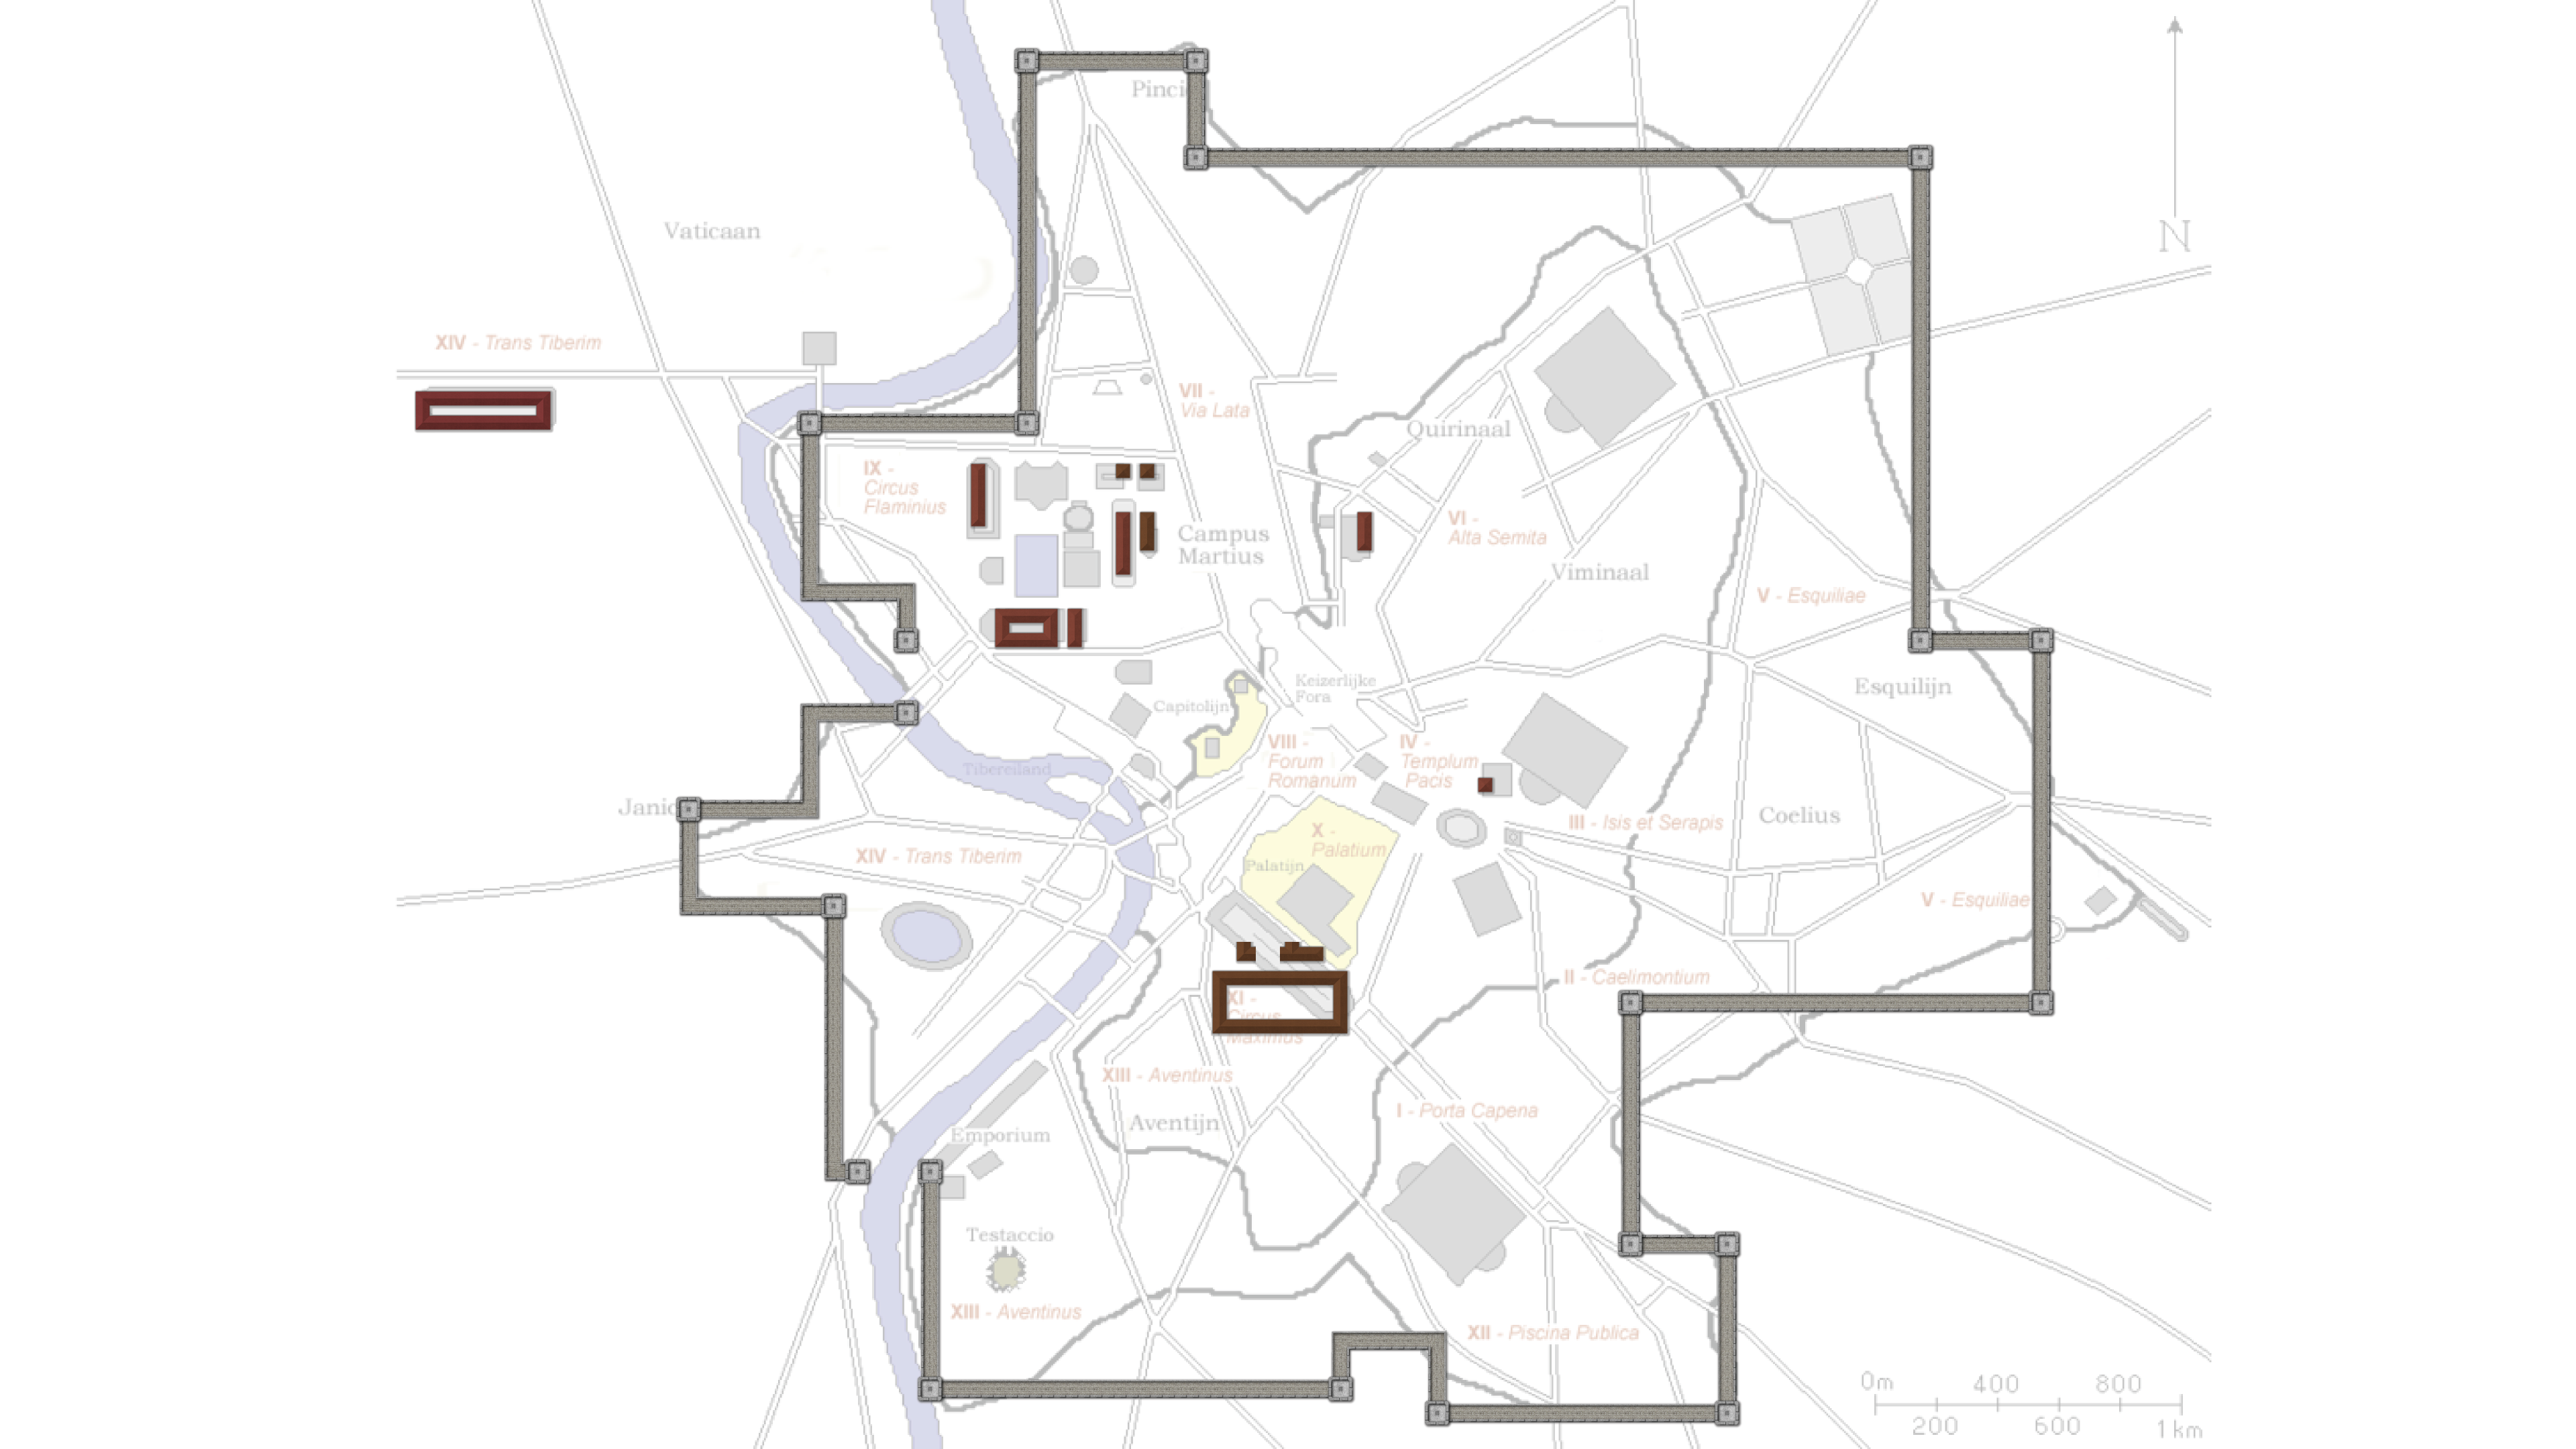 Pinci
N
Vaticaan
XIV - Trans Tiberim
VII -
Via Lata
Quirinaal
IX -
Circus
Flaminius
Campus
Martius
VI -
Alta Semita
Viminaal
V - Esquiliae
Keizerlijke
Fora
Esquilijn
Capitolijn
VIII -
Forum
Romanum
IV -
Templum
Pacis
Tibereiland
Janic
Coelius
III - Isis et Serapis
X -
Palatium
XIV - Trans Tiberim
Palatijn
V - Esquiliae
II - Caelimontium
XI -
Circus
Maximus
XIII - Aventinus
I - Porta Capena
Aventijn
Emporium
Testaccio
XIII - Aventinus
XII - Piscina Publica
0m 400 800
200 600 1km